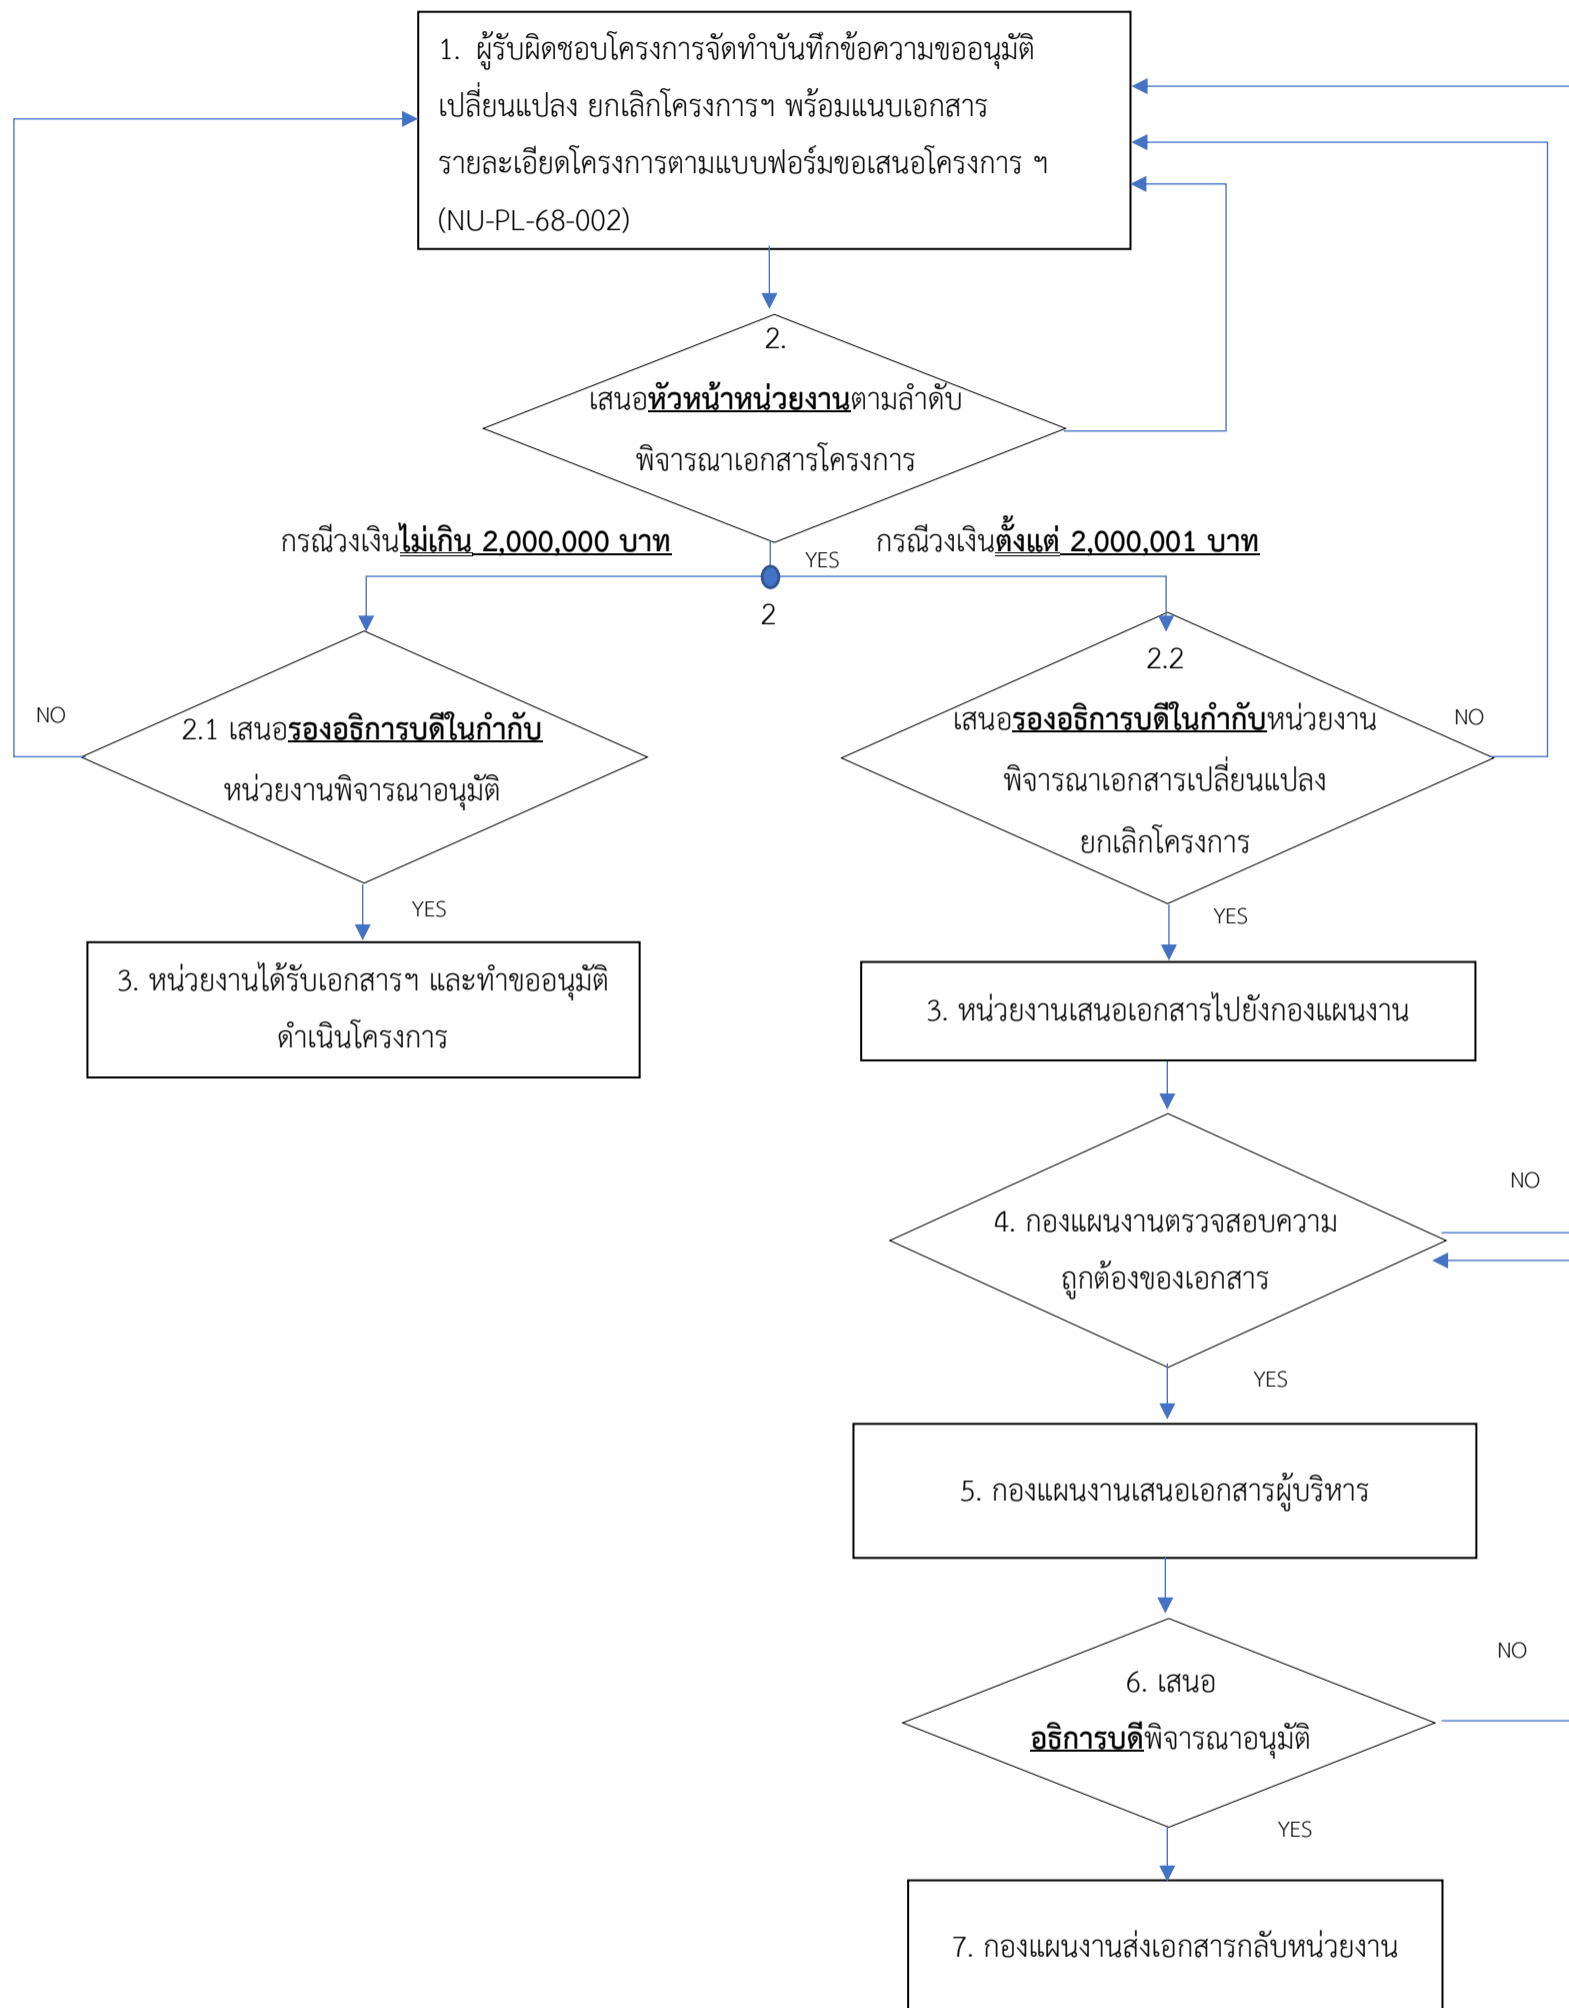 1. ผู้รับผิดชอบโครงการจัดทำบันทึกข้อความขออนุมัติ
เปลี่ยนแปลง ยกเลิกโครงการฯ พร้อมแนบเอกสาร
รายละเอียดโครงการตามแบบฟอร์มขอเสนอโครงการ ฯ
(NU-PL-68-002)
2.
เสนอหัวหน้าหน่วยงานตามลำดับ
พิจารณาเอกสารโครงการ
กรณีวงเงินไม่เกิน 2,000,000 บาท
YES
กรณีวงเงินตั้งแต่ 2,000,001 บาท
2
NO
2.1 เสนอรองอธิการบดีในกำกับ
หน่วยงานพิจารณาอนุมัติ
YES
3. หน่วยงานได้รับเอกสารฯ และทำขออนุมัติ
ดำเนินโครงการ
2.2
เสนอรองอธิการบดีในกำกับหน่วยงาน
พิจารณาเอกสารเปลี่ยนแปลง
ยกเลิกโครงการ
NO
YES
3. หน่วยงานเสนอเอกสารไปยังกองแผนงาน
NO
4. กองแผนงานตรวจสอบความ
ถูกต้องของเอกสาร
YES
5. กองแผนงานเสนอเอกสารผู้บริหาร
NO
6. เสนอ
อธิการบดีพิจารณาอนุมัติ
YES
7. กองแผนงานส่งเอกสารกลับหน่วยงาน